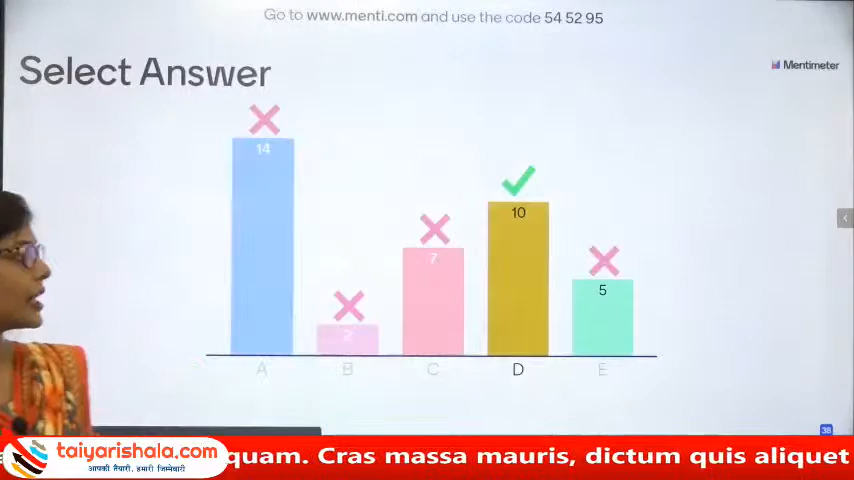 Go to www.menti.com and use the code 54 52 95
Select Answer
Mentimeter
14
2
7
10
5
A
B
C
D
E
38
taiyarishala.com
आपकी तैयारी, हमारी जिम्मेदारी
quam. Cras massa mauris, dictum quis aliquet